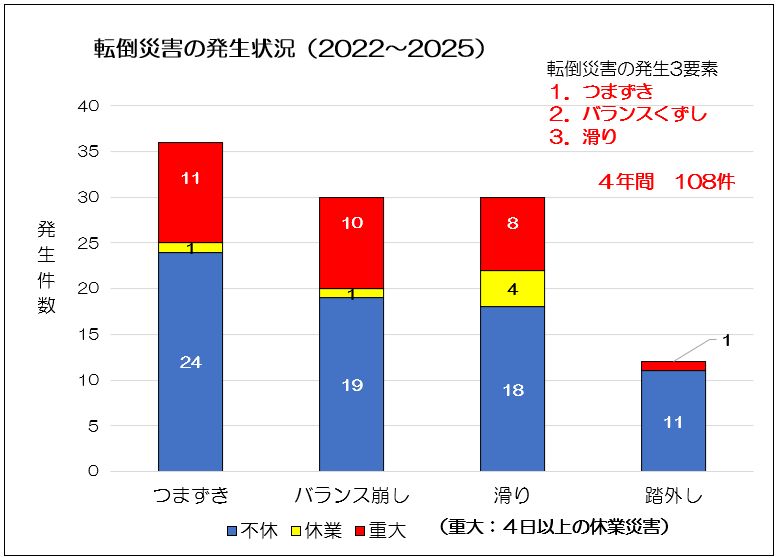 転倒災害の発生状況（2022～2025）
転倒災害の発生3要素
１．つまずき
２．バランスくずし
３．滑り
４年間　108件
発生件数
40
35
30
25
20
15
10
5
0
11
1
24
10
1
19
8
4
18
1
11
つまずき
バランス崩し
滑り
踏外し
不休 休業 重大
（重大：４日以上の休業災害）